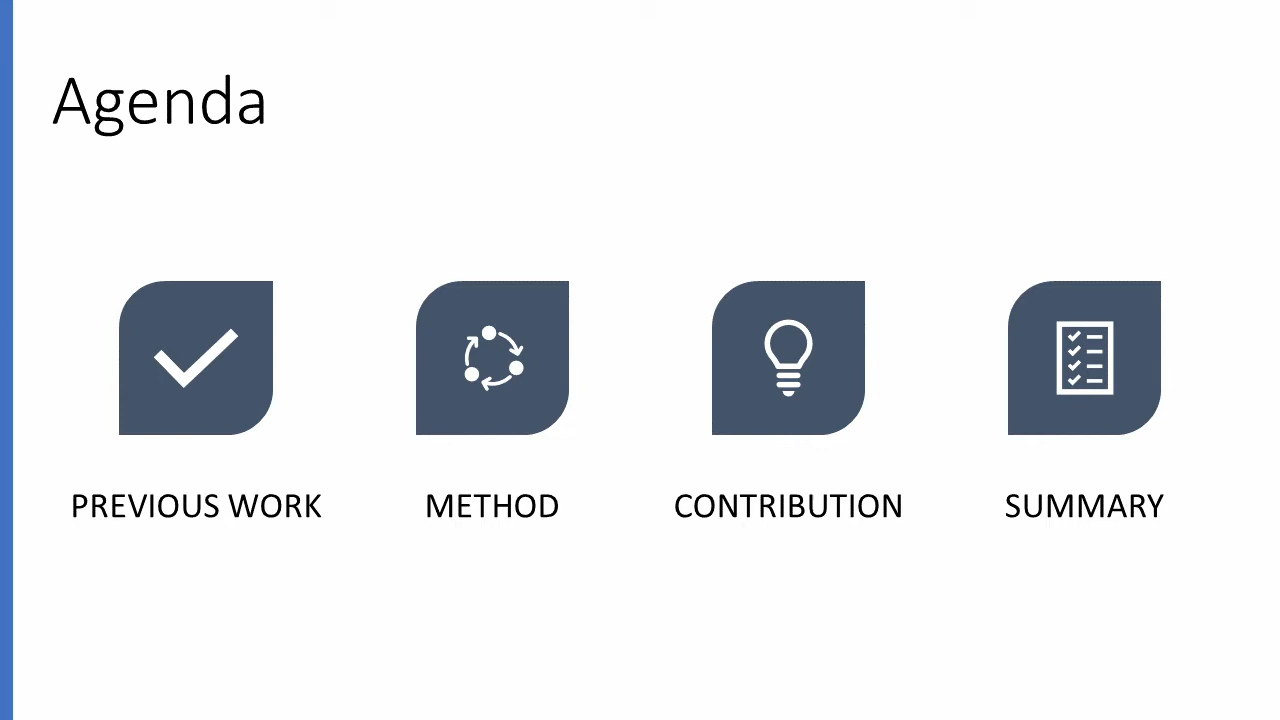 Agenda
PREVIOUS WORK
METHOD
CONTRIBUTION
SUMMARY